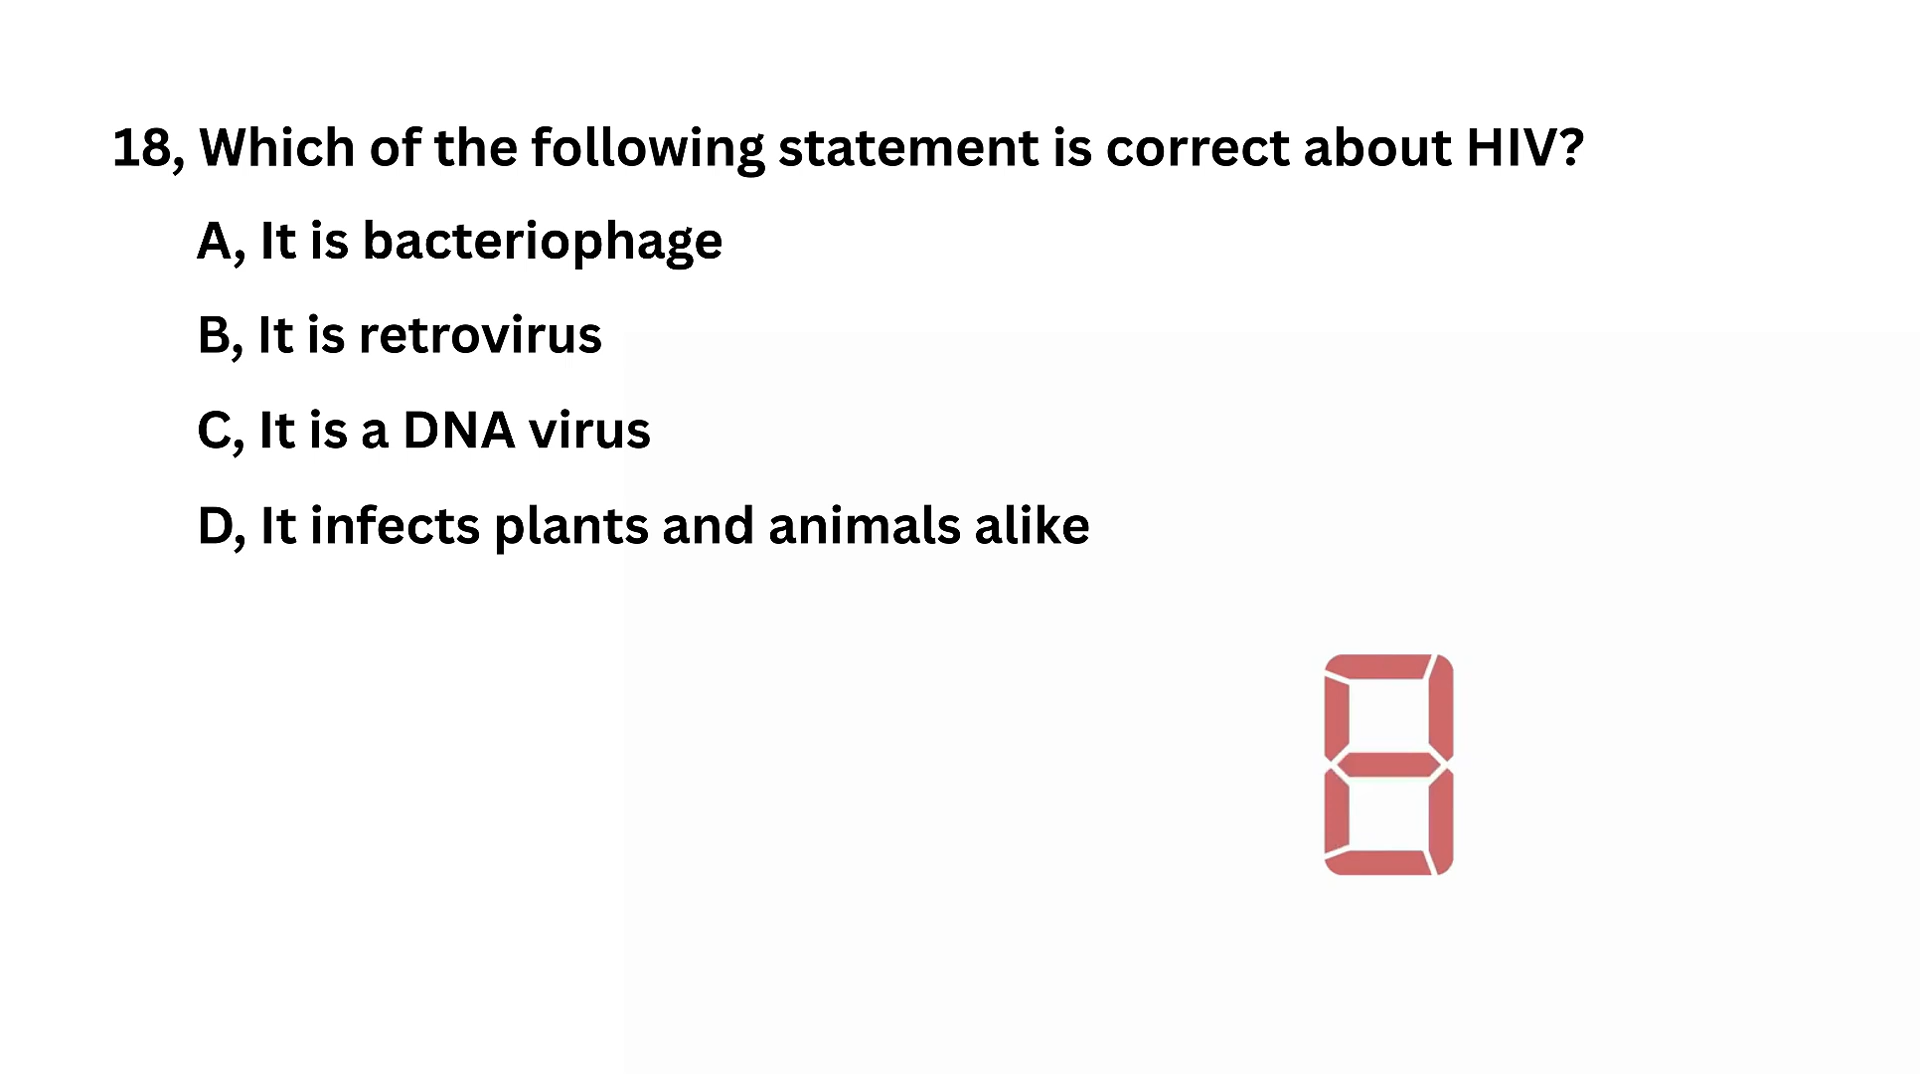 18, Which of the following statement is correct about HIV?
A, It is bacteriophage
B, It is retrovirus
C, It is a DNA virus
D, It infects plants and animals alike
8